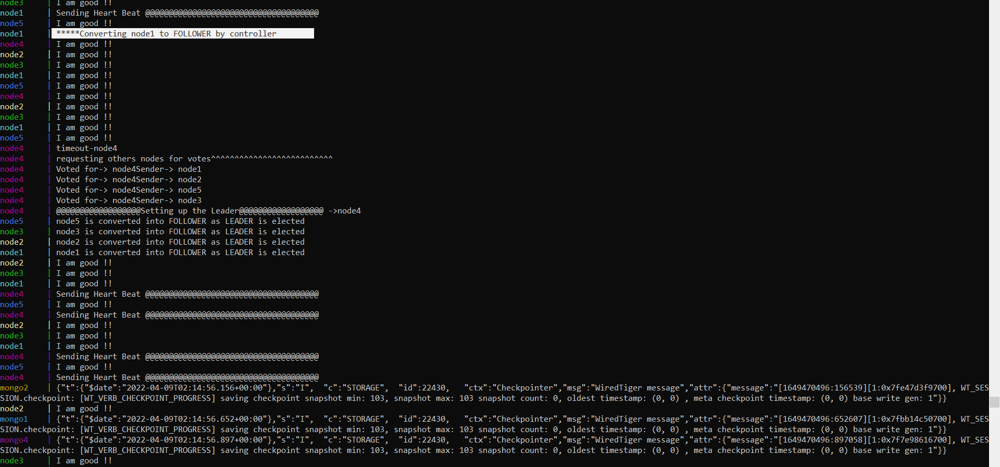 node3     | I am good !!
node1     | Sending Heart Beat @@@@@@@@@@@@@@@@@@@@@@@@@@@@@@@@@@@@@
node5     | I am good !!
node1     | *****Converting node1 to FOLLOWER by controller
node4     | I am good !!
node2     | I am good !!
node3     | I am good !!
node1     | I am good !!
node5     | I am good !!
node4     | I am good !!
node2     | I am good !!
node3     | I am good !!
node1     | I am good !!
node5     | I am good !!
node4     | timeout-node4
node4     | requesting others nodes for votes^^^^^^^^^^^^^^^^^^^^^^^^^^
node4     | Voted for-> node4Sender-> node1
node4     | Voted for-> node4Sender-> node2
node4     | Voted for-> node4Sender-> node5
node4     | Voted for-> node4Sender-> node3
node4     | @@@@@@@@@@@@@@@@@@Setting up the Leader@@@@@@@@@@@@@@@@@@ ->node4
node5     | node5 is converted into FOLLOWER as LEADER is elected
node3     | node3 is converted into FOLLOWER as LEADER is elected
node2     | node2 is converted into FOLLOWER as LEADER is elected
node1     | node1 is converted into FOLLOWER as LEADER is elected
node2     | I am good !!
node3     | I am good !!
node1     | I am good !!
node4     | Sending Heart Beat @@@@@@@@@@@@@@@@@@@@@@@@@@@@@@@@@@@@@
node5     | I am good !!
node4     | Sending Heart Beat @@@@@@@@@@@@@@@@@@@@@@@@@@@@@@@@@@@@@
node2     | I am good !!
node3     | I am good !!
node1     | I am good !!
node4     | Sending Heart Beat @@@@@@@@@@@@@@@@@@@@@@@@@@@@@@@@@@@@@
node5     | I am good !!
node4     | Sending Heart Beat @@@@@@@@@@@@@@@@@@@@@@@@@@@@@@@@@@@@@
mongo2    | {"t":{"$date":"2022-04-09T02:14:56.156+00:00"},"s":"I",  "c":"STORAGE",  "id":22430,   "ctx":"Checkpointer","msg":"WiredTiger message","attr":{"message":"[1649470496:156539][1:0x7fe47d3f9700], WT_SES
SION.checkpoint: [WT_VERB_CHECKPOINT_PROGRESS] saving checkpoint snapshot min: 103, snapshot max: 103 snapshot count: 0, oldest timestamp: (0, 0) , meta checkpoint timestamp: (0, 0) base write gen: 1"}}
node2     | I am good !!
mongo1    | {"t":{"$date":"2022-04-09T02:14:56.652+00:00"},"s":"I",  "c":"STORAGE",  "id":22430,   "ctx":"Checkpointer","msg":"WiredTiger message","attr":{"message":"[1649470496:652607][1:0x7fbb14c50700], WT_SES
SION.checkpoint: [WT_VERB_CHECKPOINT_PROGRESS] saving checkpoint snapshot min: 103, snapshot max: 103 snapshot count: 0, oldest timestamp: (0, 0) , meta checkpoint timestamp: (0, 0) base write gen: 1"}}
mongo4    | {"t":{"$date":"2022-04-09T02:14:56.897+00:00"},"s":"I",  "c":"STORAGE",  "id":22430,   "ctx":"Checkpointer","msg":"WiredTiger message","attr":{"message":"[1649470496:897058][1:0x7f7e98616700], WT_SES
SION.checkpoint: [WT_VERB_CHECKPOINT_PROGRESS] saving checkpoint snapshot min: 103, snapshot max: 103 snapshot count: 0, oldest timestamp: (0, 0) , meta checkpoint timestamp: (0, 0) base write gen: 1"}}
node3     | I am good !!